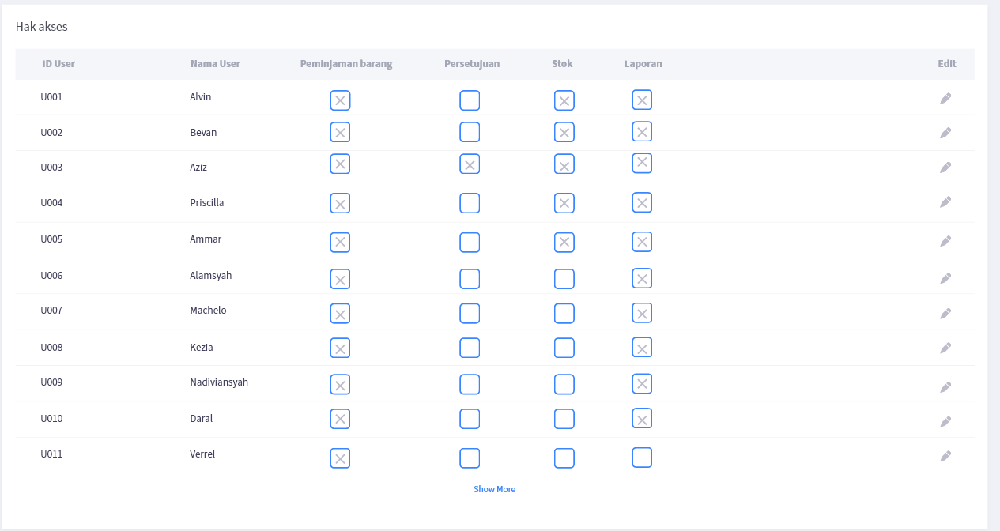 Hak akses
ID User Nama User Peminjaman barang Persetujuan Stok Laporan Edit
U001 Alvin
U002 Bevan
U003 Aziz
U004 Priscilla
U005 Ammar
U006 Alamsyah
U007 Machelo
U008 Kezia
U009 Nadiviansyah
U010 Daral
U011 Verrel
Show More